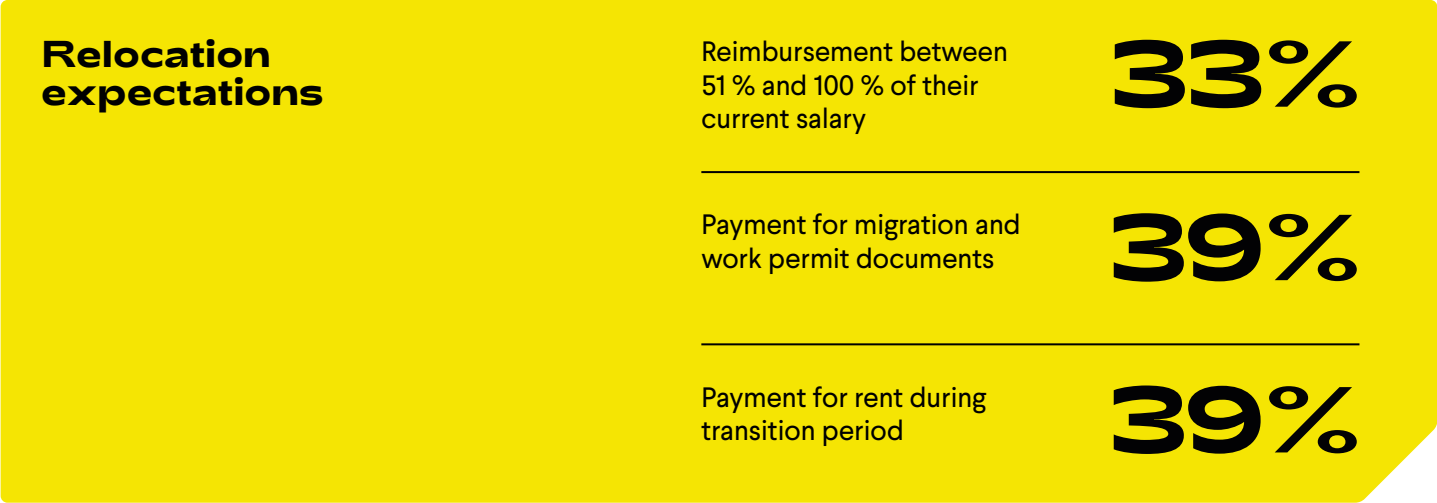 Relocation
expectations
Reimbursement between
51 % and 100 % of their
current salary
33%
Payment for migration and
work permit documents
39%
Payment for rent during
transition period
39%